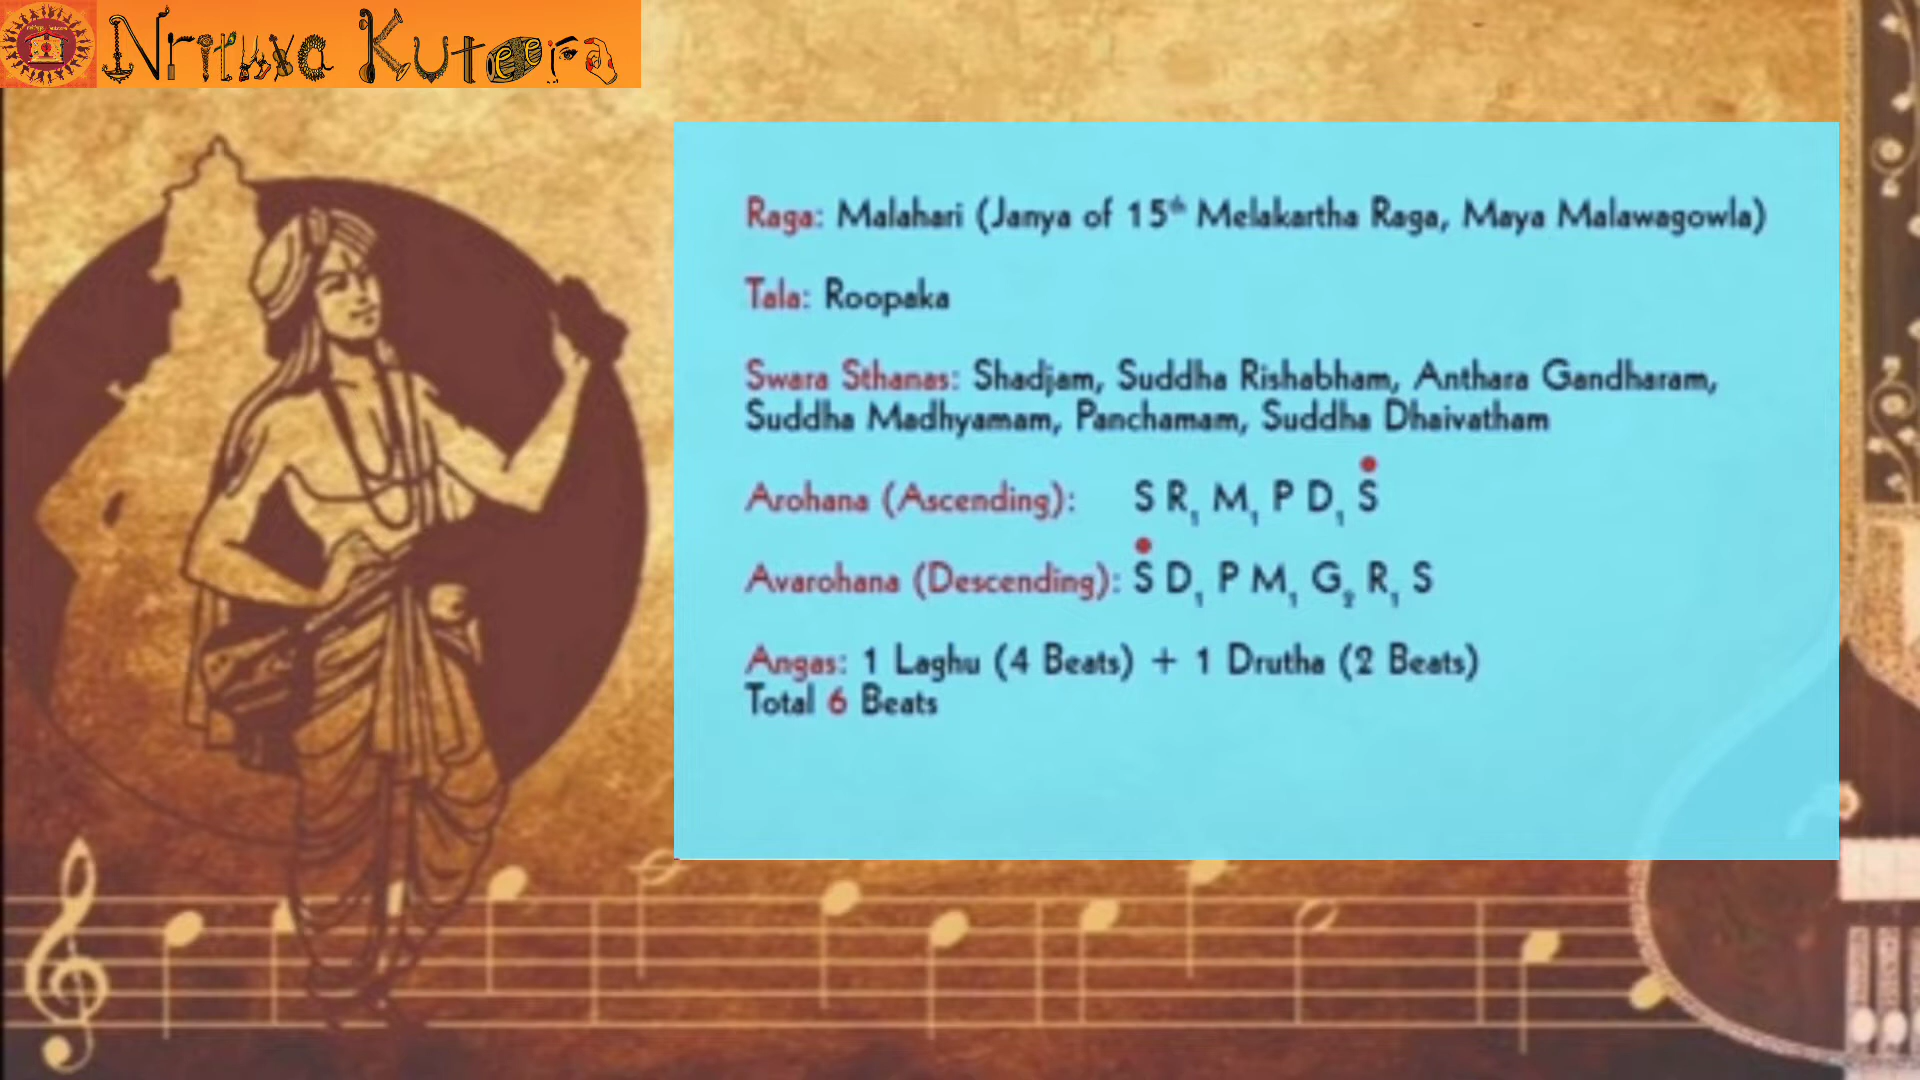 Nrithya Kuteera
Raga: Malahari (Janya of 15th Melakartha Raga, Maya Malawagowla)
Tala: Roopaka
Swara Sthanas: Shadjam, Suddha Rishabham, Anthara Gandharam,
Suddha Madhyamam, Panchamam, Suddha Dhaivatham
Arohana (Ascending): S R₁ M₁ P D₁ Ṡ
Avarohana (Descending): Ṡ D₁ P M₁ G₂ R₁ S
Angas: 1 Laghu (4 Beats) + 1 Drutha (2 Beats)
Total 6 Beats